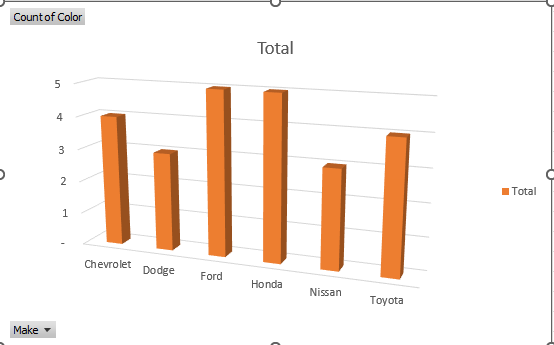 Count of Color
Total
5
4
3
2
1
-
Chevrolet
Dodge
Ford
Honda
Nissan
Toyota
Total
Make